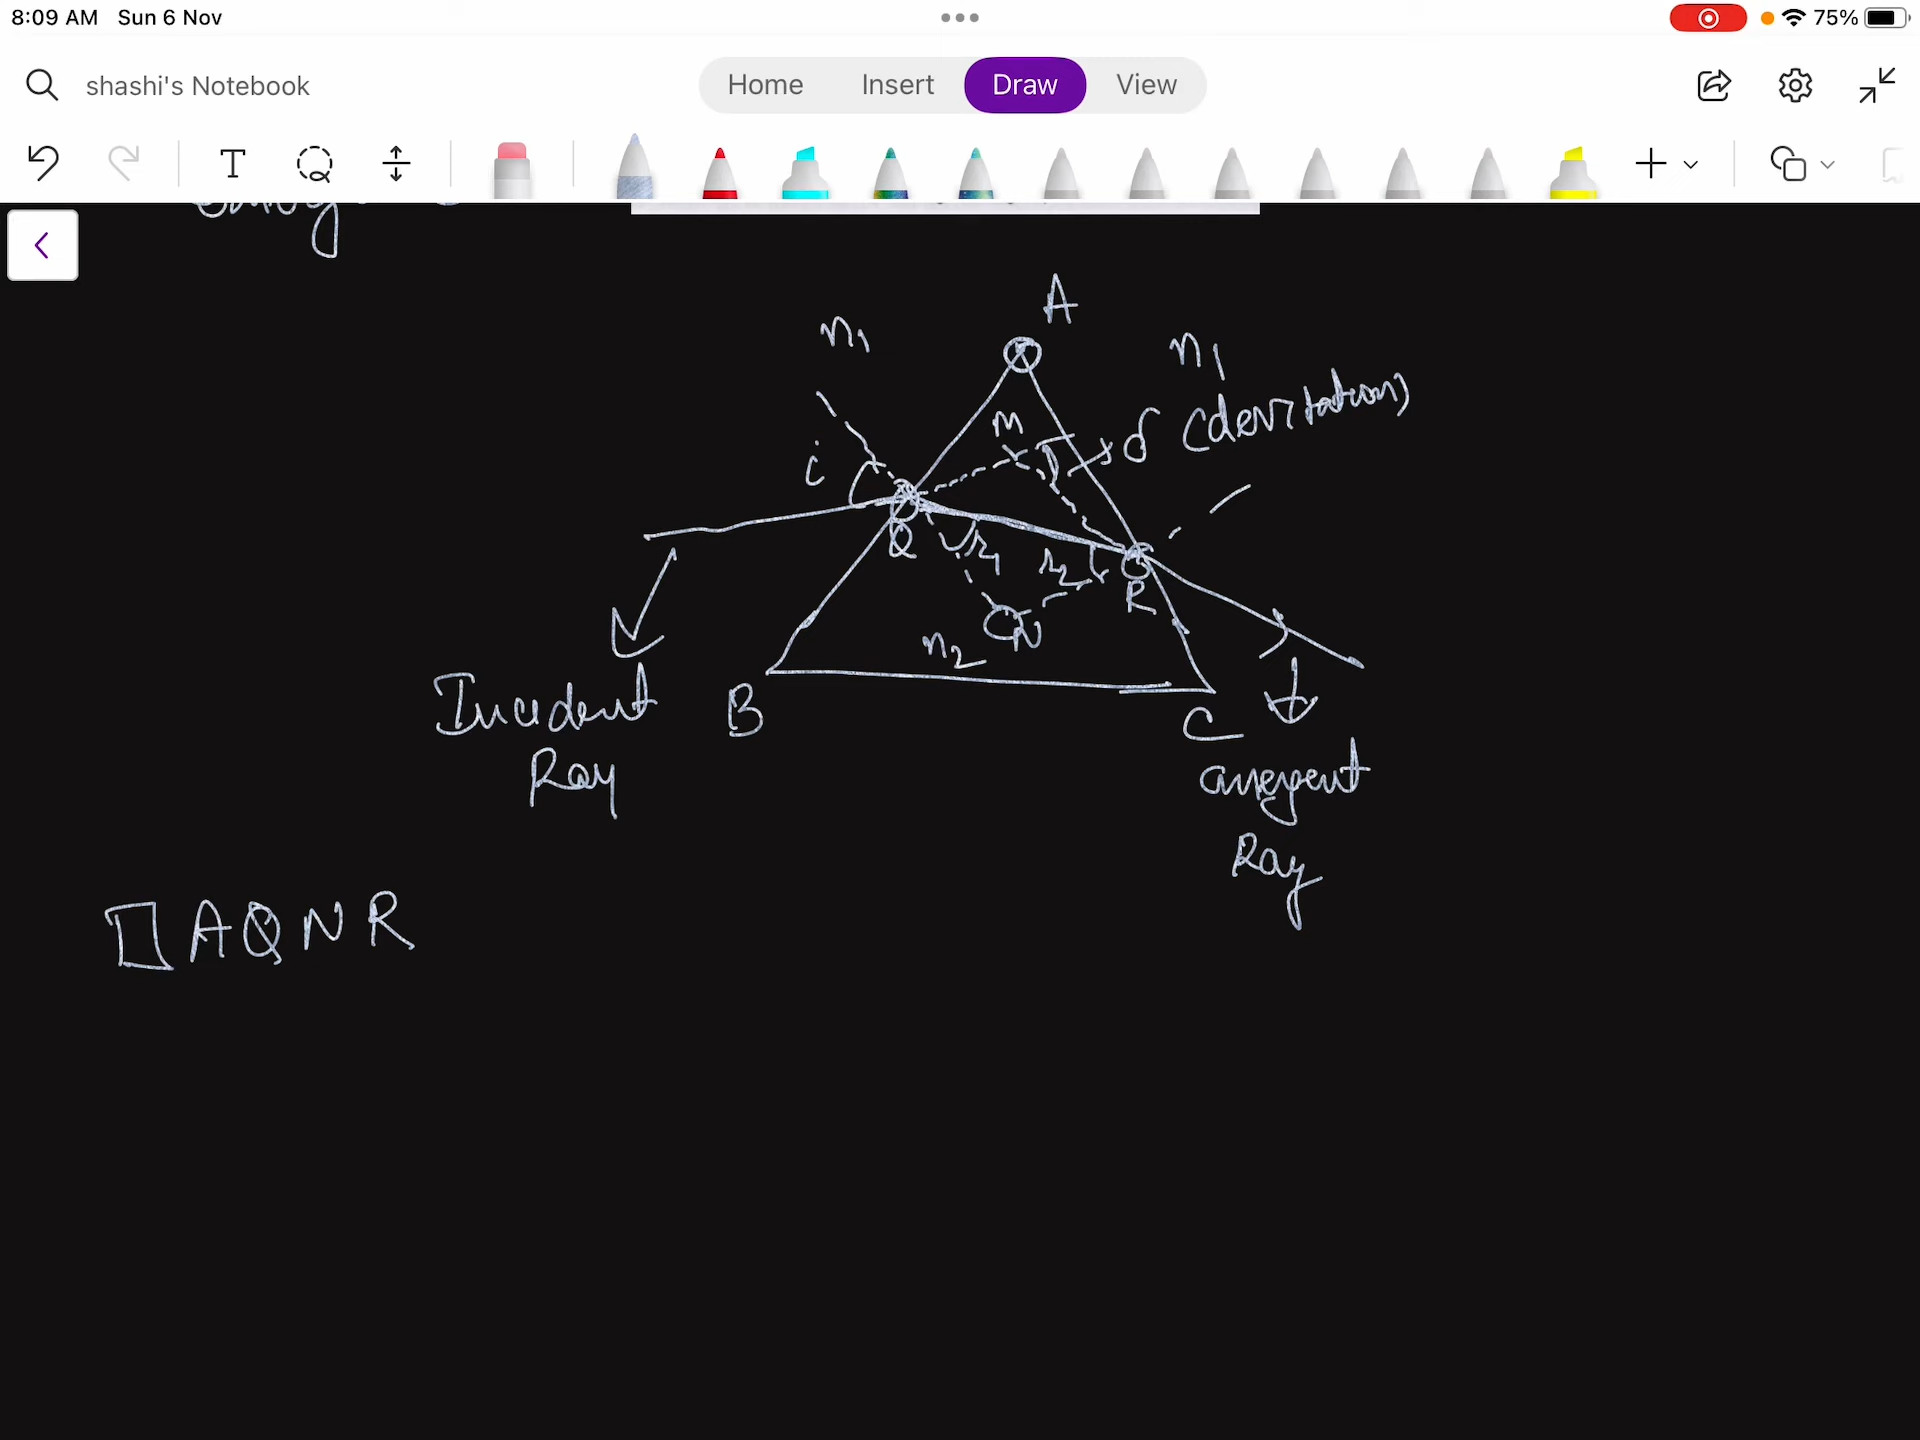 8:09 AM Sun 6 Nov
75%
shashi's Notebook
Home Insert Draw View
T
A
n1
n1
δ (devitation)
M
i
Q
r1
r2
R
N
n2
B
C
Incident
Ray
emergent
Ray
□AQNR